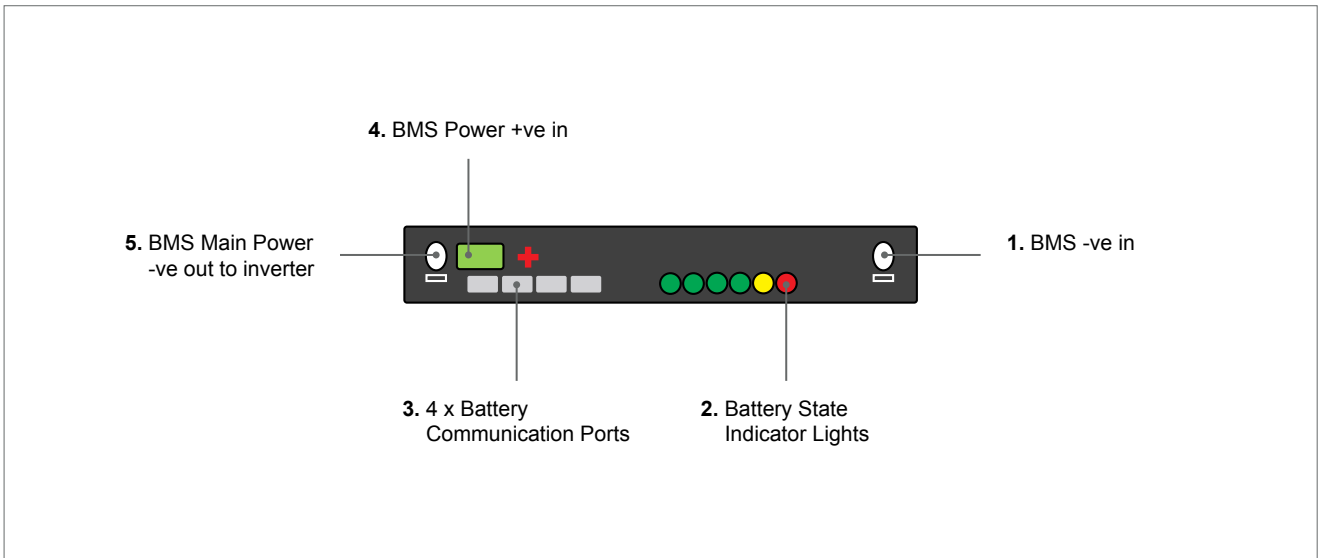 4. BMS Power +ve in
5. BMS Main Power
-ve out to inverter
1. BMS -ve in
3. 4 x Battery
Communication Ports
2. Battery State
Indicator Lights